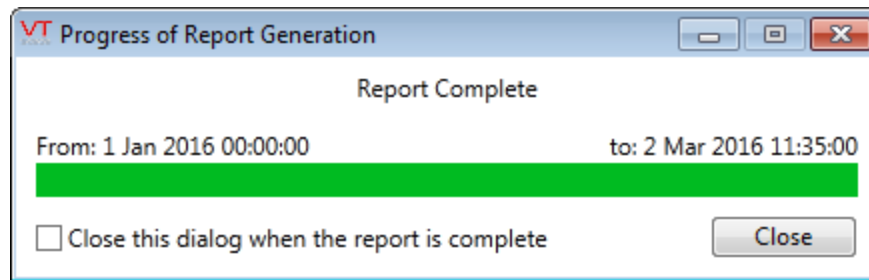 VT Progress of Report Generation
Report Complete
From: 1 Jan 2016 00:00:00 to: 2 Mar 2016 11:35:00
Close this dialog when the report is complete Close